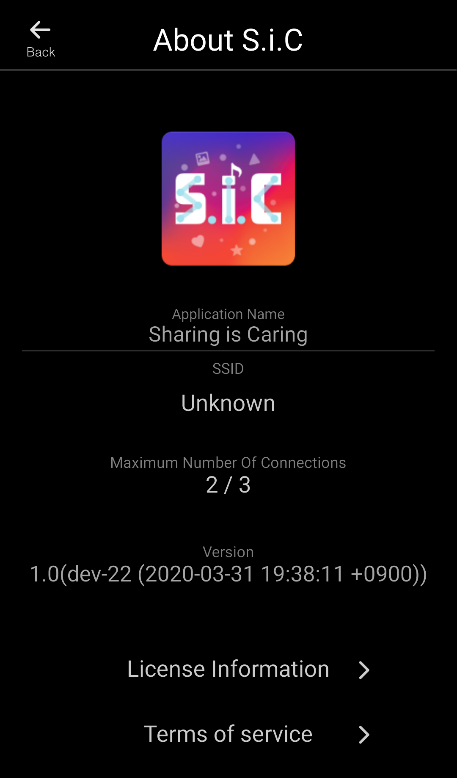 Back
About S.i.C
S.i.C
Application Name
Sharing is Caring
SSID
Unknown
Maximum Number Of Connections
2 / 3
Version
1.0(dev-22 (2020-03-31 19:38:11 +0900))
License Information
Terms of service